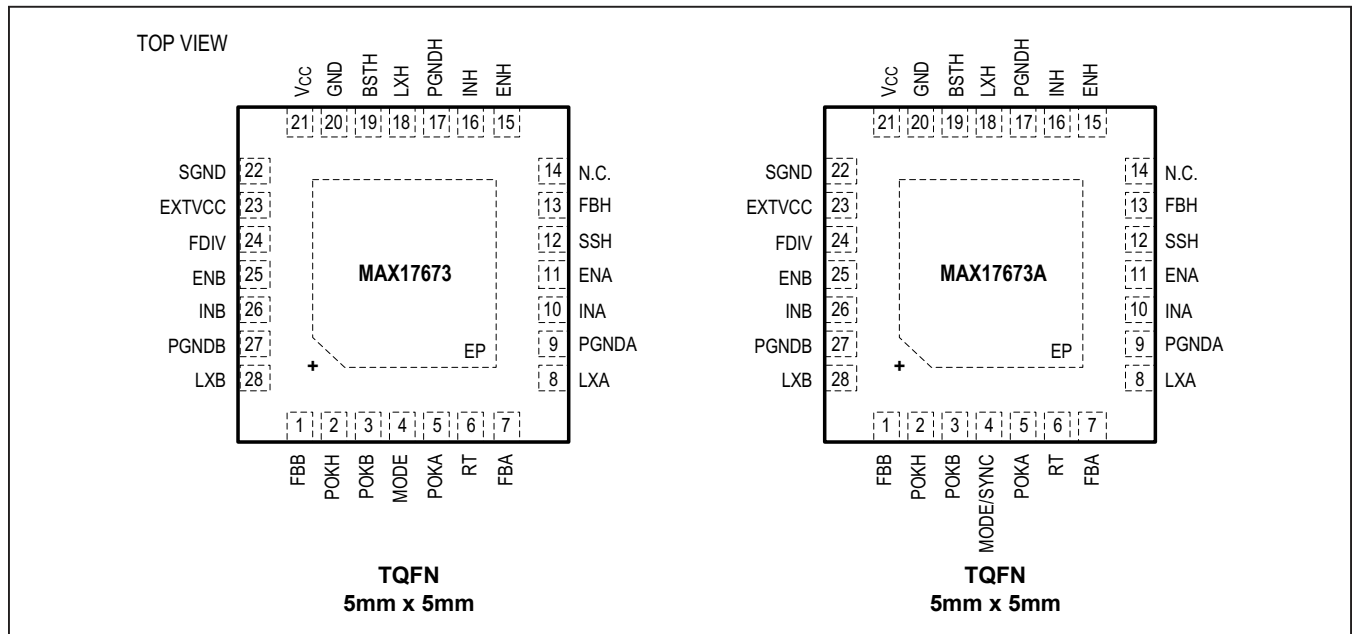 TOP VIEW
VCC
GND
BSTH
LXH
PGNDH
INH
ENH
21 20 19 18 17 16 15
SGND 22
EXTVCC 23
FDIV 24
ENB 25
INB 26
PGNDB 27
LXB 28
14 N.C.
13 FBH
12 SSH
11 ENA
10 INA
9 PGNDA
8 LXA
MAX17673
EP
+
1 2 3 4 5 6 7
FBB
POKH
POKB
MODE
POKA
RT
FBA
TQFN
5mm x 5mm
VCC
GND
BSTH
LXH
PGNDH
INH
ENH
21 20 19 18 17 16 15
SGND 22
EXTVCC 23
FDIV 24
ENB 25
INB 26
PGNDB 27
LXB 28
14 N.C.
13 FBH
12 SSH
11 ENA
10 INA
9 PGNDA
8 LXA
MAX17673A
EP
+
1 2 3 4 5 6 7
FBB
POKH
POKB
MODE/SYNC
POKA
RT
FBA
TQFN
5mm x 5mm